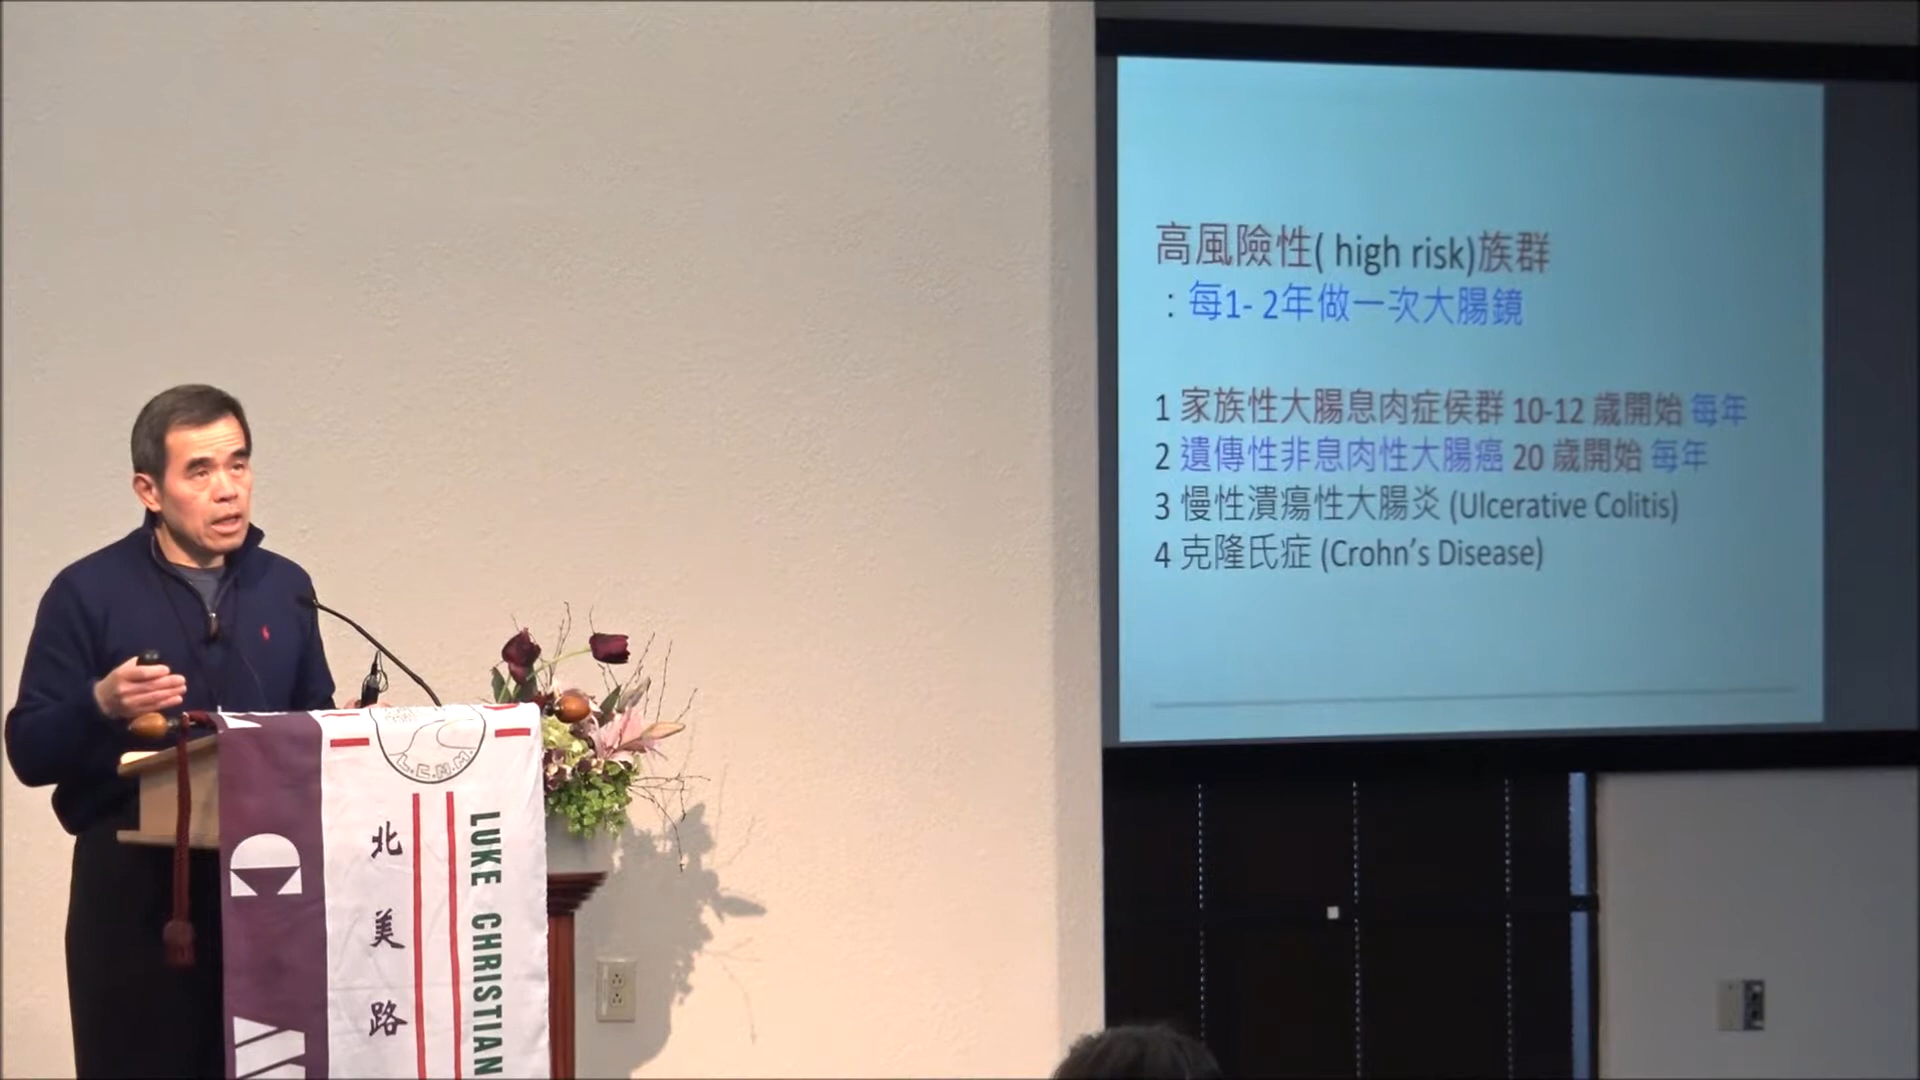 高風險性( high risk)族群
：每1- 2年做一次大腸鏡
1 家族性大腸息肉症侯群 10-12 歲開始 每年
2 遺傳性非息肉性大腸癌 20 歲開始 每年
3 慢性潰瘍性大腸炎 (Ulcerative Colitis)
4 克隆氏症 (Crohn's Disease)
L.C.M.M.
北美路
LUKE CHRISTIAN